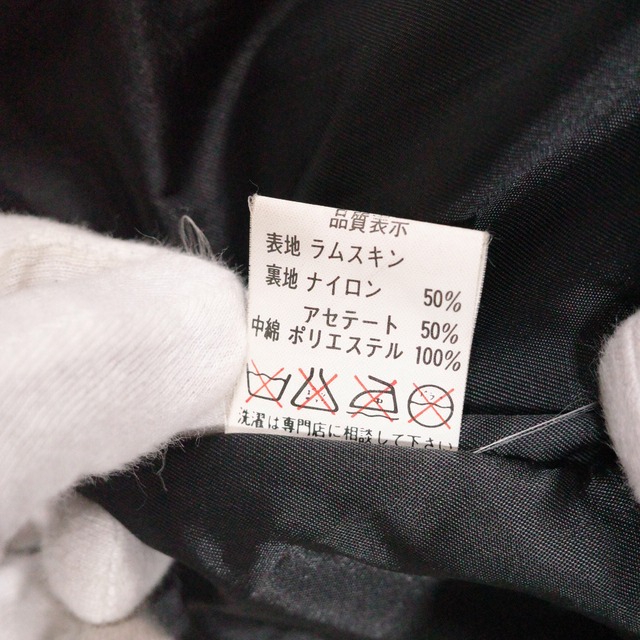 品質表示
表地 ラムスキン
裏地 ナイロン 50%
アセテート 50%
中綿 ポリエステル 100%
洗濯は専門店に相談して下さい